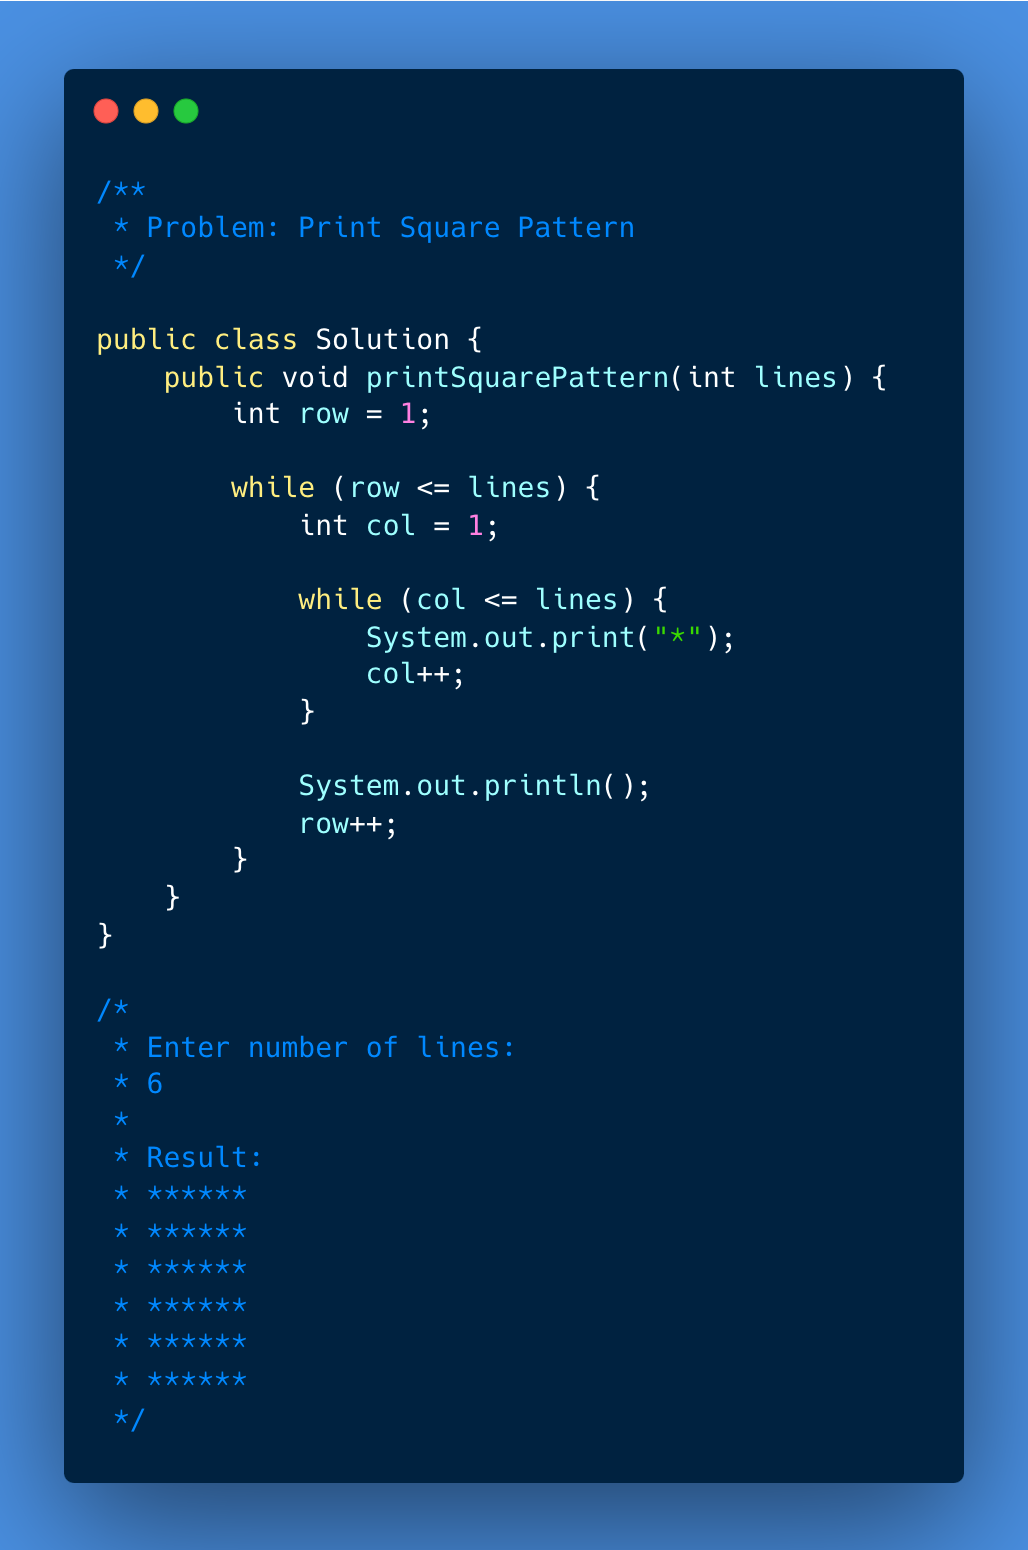 /**
 * Problem: Print Square Pattern
 */

public class Solution {
    public void printSquarePattern(int lines) {
        int row = 1;

        while (row <= lines) {
            int col = 1;

            while (col <= lines) {
                System.out.print("*");
                col++;
            }

            System.out.println();
            row++;
        }
    }
}

/*
 * Enter number of lines:
 * 6
 *
 * Result:
 * ******
 * ******
 * ******
 * ******
 * ******
 * ******
 */